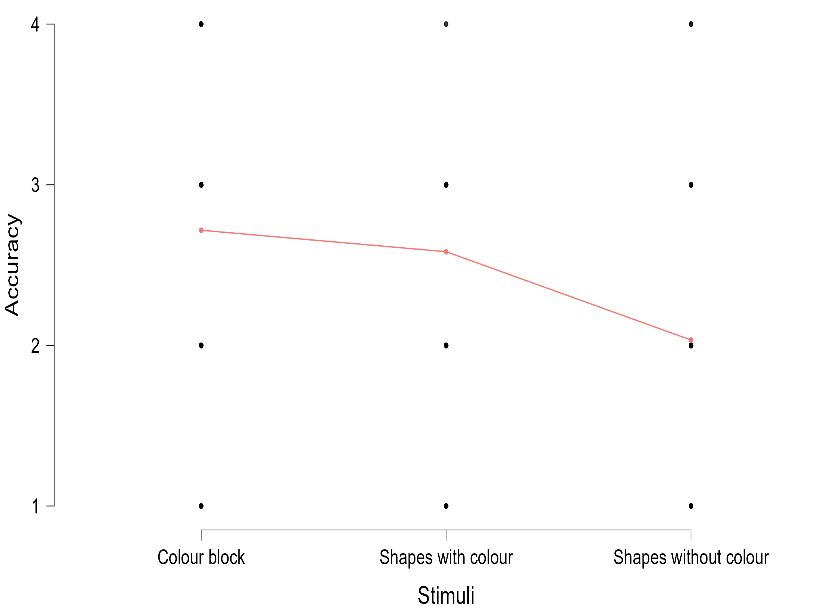 4
3
2
1
Accuracy
Colour block
Shapes with colour
Shapes without colour
Stimuli